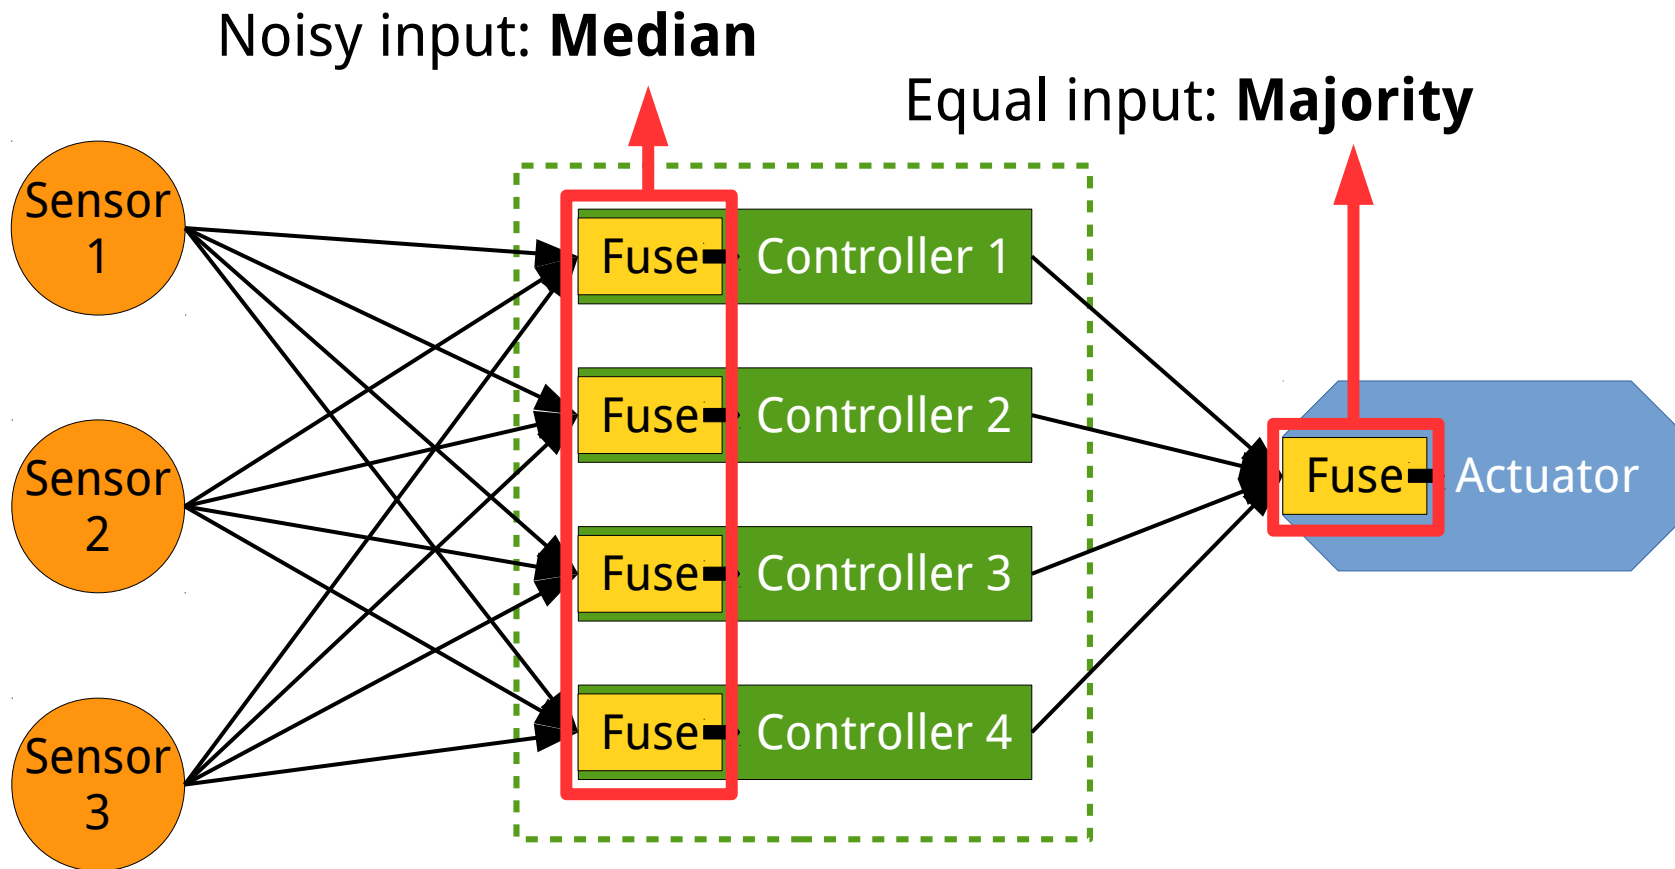 Noisy input: Median
Equal input: Majority
Sensor
1
Fuse
Controller 1
Fuse
Controller 2
Sensor
2
Fuse
Actuator
Fuse
Controller 3
Fuse
Controller 4
Sensor
3